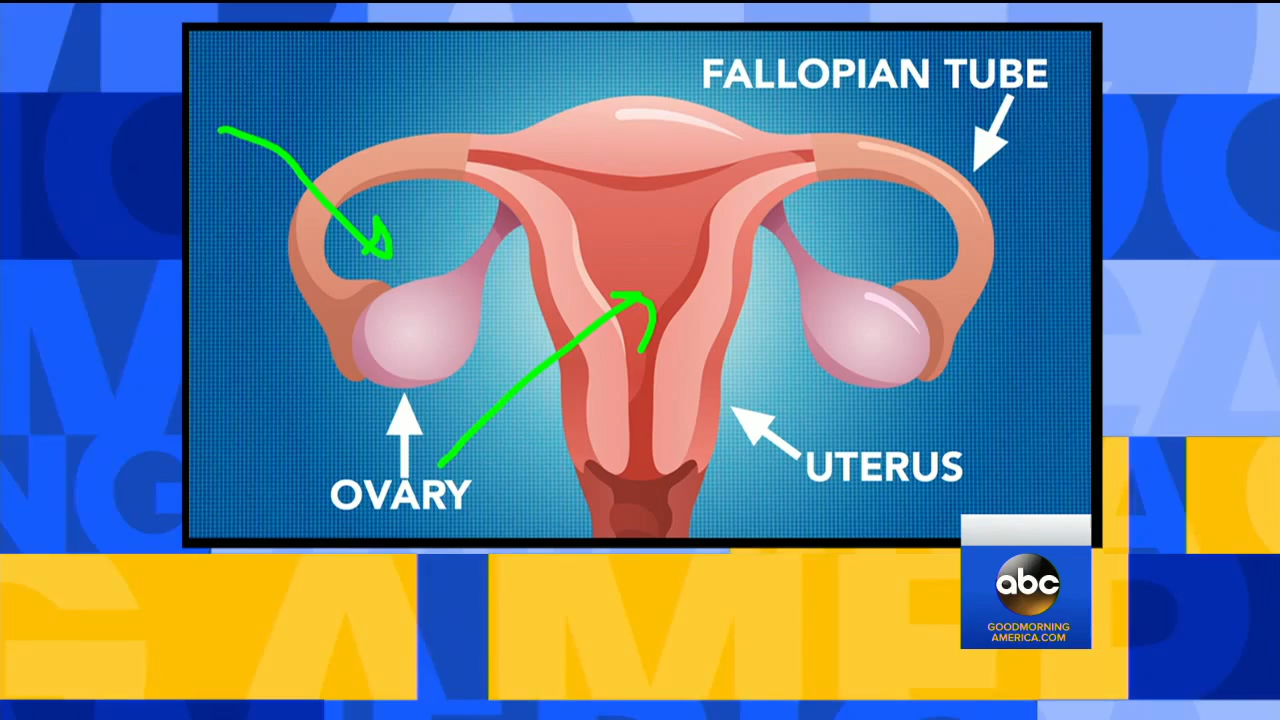 FALLOPIAN TUBE
OVARY
UTERUS
abc
GOODMORNING
AMERICA.COM